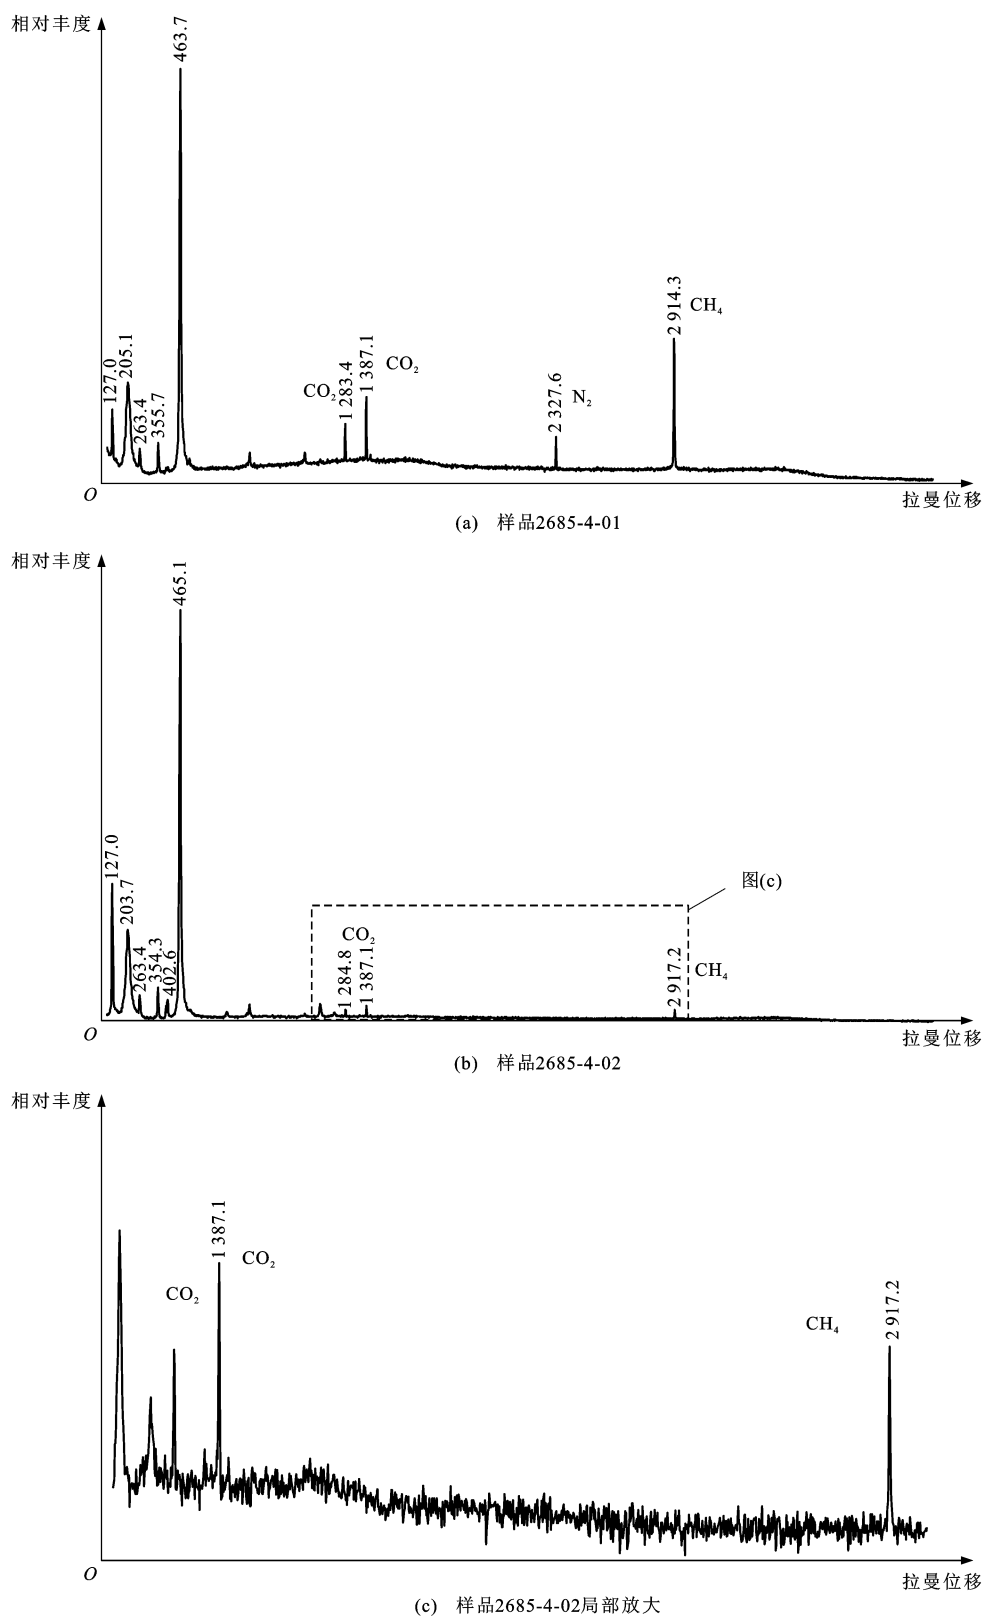 相对丰度
463.7
127.0
205.1
263.4
355.7
CO₂
1 283.4
1 387.1
CO₂
2 327.6
N₂
2 914.3
CH₄
O
拉曼位移
(a) 样品2685-4-01
相对丰度
465.1
127.0
203.7
263.4
354.3
402.6
CO₂
1 284.8
1 387.1
图(c)
2 917.2
CH₄
O
拉曼位移
(b) 样品2685-4-02
相对丰度
CO₂
1 387.1
CO₂
CH₄
2 917.2
O
拉曼位移
(c) 样品2685-4-02局部放大